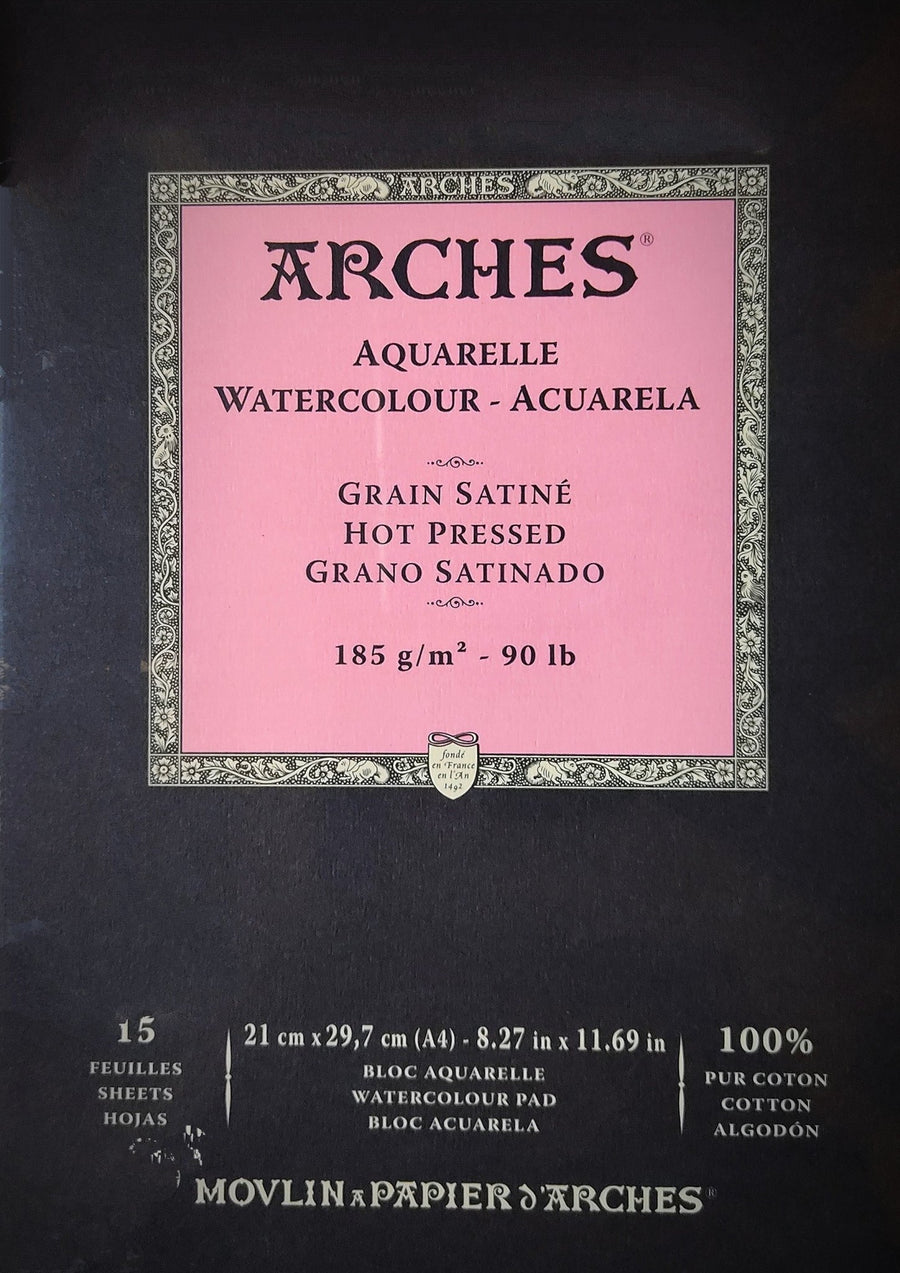 ARCHES
ARCHES®
AQUARELLE
WATERCOLOUR - ACUARELA
GRAIN SATINÉ
HOT PRESSED
GRANO SATINADO
185 g/m² - 90 lb
fondé
en France
en l'An
1492
15
FEUILLES
SHEETS
HOJAS
21 cm x 29,7 cm (A4) - 8.27 in x 11.69 in
BLOC AQUARELLE
WATERCOLOUR PAD
BLOC ACUARELA
100%
PUR COTON
COTTON
ALGODÓN
MOVLIN A PAPIER d'ARCHES®